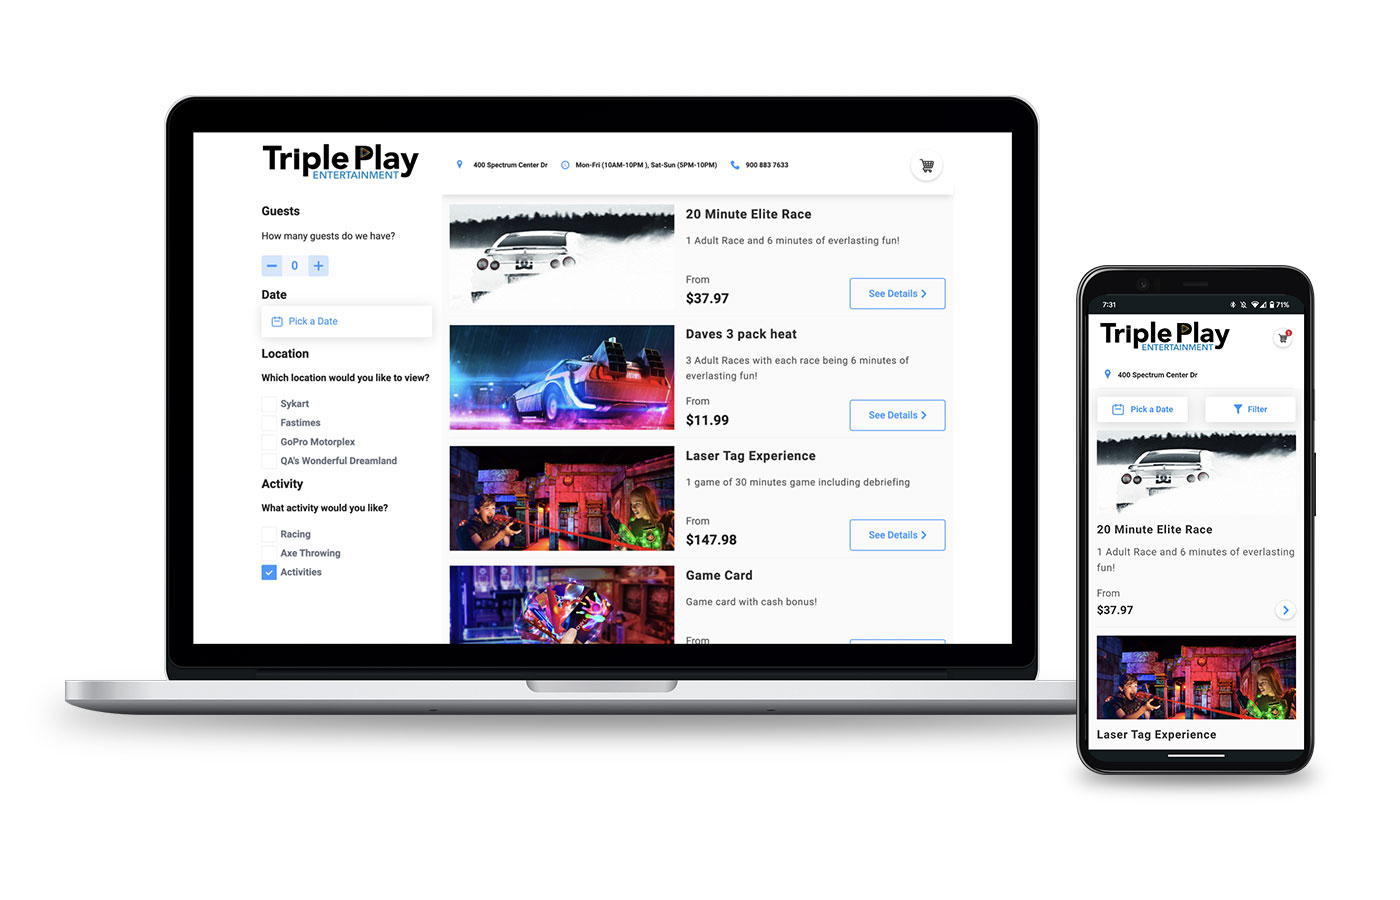 Triple Play
ENTERTAINMENT
400 Spectrum Center Dr
Mon-Fri (10AM-10PM ), Sat-Sun (5PM-10PM)
900 883 7633
Guests
How many guests do we have?
0
Date
Pick a Date
Location
Which location would you like to view?
Sykart
Fastimes
GoPro Motorplex
QA's Wonderful Dreamland
Activity
What activity would you like?
Racing
Axe Throwing
Activities
20 Minute Elite Race
1 Adult Race and 6 minutes of everlasting fun!
From
$37.97
See Details
Daves 3 pack heat
3 Adult Races with each race being 6 minutes of
everlasting fun!
From
$11.99
See Details
Laser Tag Experience
1 game of 30 minutes game including debriefing
From
$147.98
See Details
Game Card
Game card with cash bonus!
From
7:31
71%
Triple Play
ENTERTAINMENT
400 Spectrum Center Dr
Pick a Date
Filter
20 Minute Elite Race
1 Adult Race and 6 minutes of everlasting
fun!
From
$37.97
Laser Tag Experience